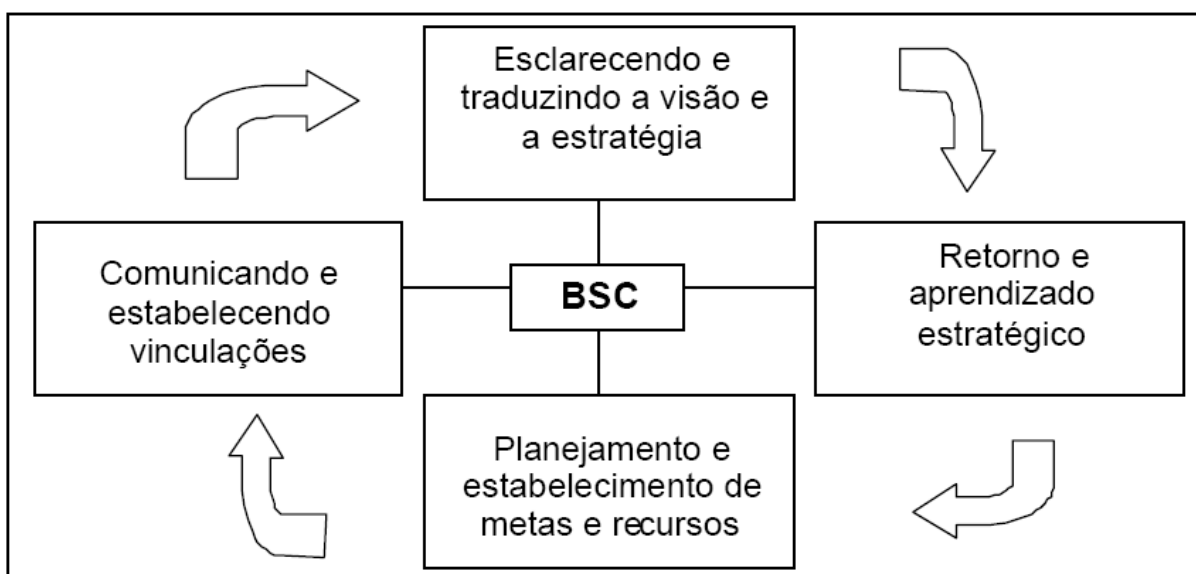 Esclarecendo e
traduzindo a visão e
a estratégia
Comunicando e
estabelecendo
vinculações
BSC
Retorno e
aprendizado
estratégico
Planejamento e
estabelecimento de
metas e recursos